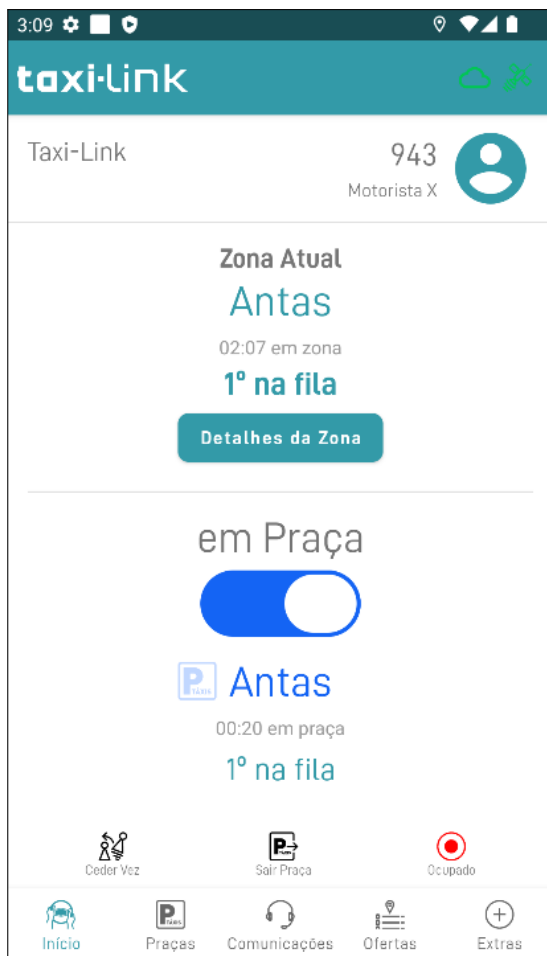 3:09
taxi·link
Taxi-Link
943
Motorista X
Zona Atual
Antas
02:07 em zona
1º na fila
Detalhes da Zona
em Praça
P
TÁXIS
Antas
00:20 em praça
1º na fila
Ceder Vez
Sair Praça
Ocupado
Início
Praças
Comunicações
Ofertas
Extras